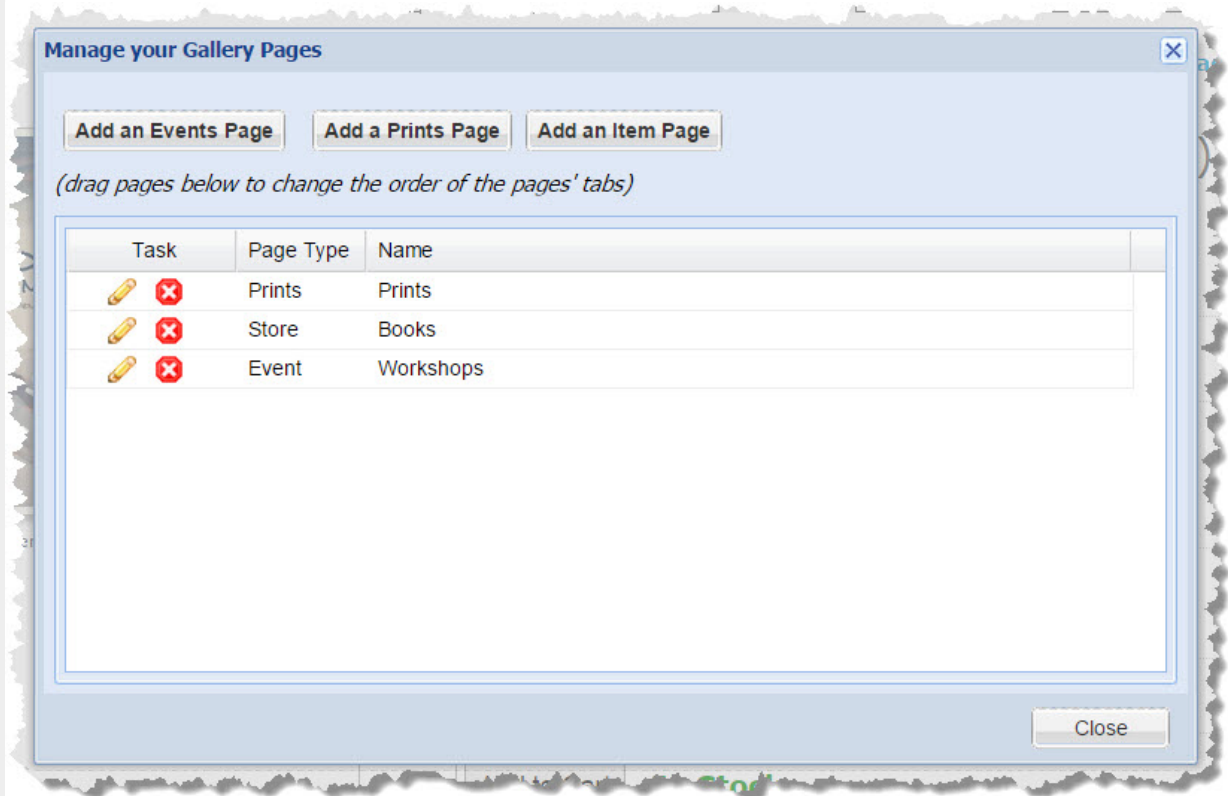 Manage your Gallery Pages
Add an Events Page Add a Prints Page Add an Item Page
(drag pages below to change the order of the pages' tabs)
Task Page Type Name
Prints Prints
Store Books
Event Workshops
Close